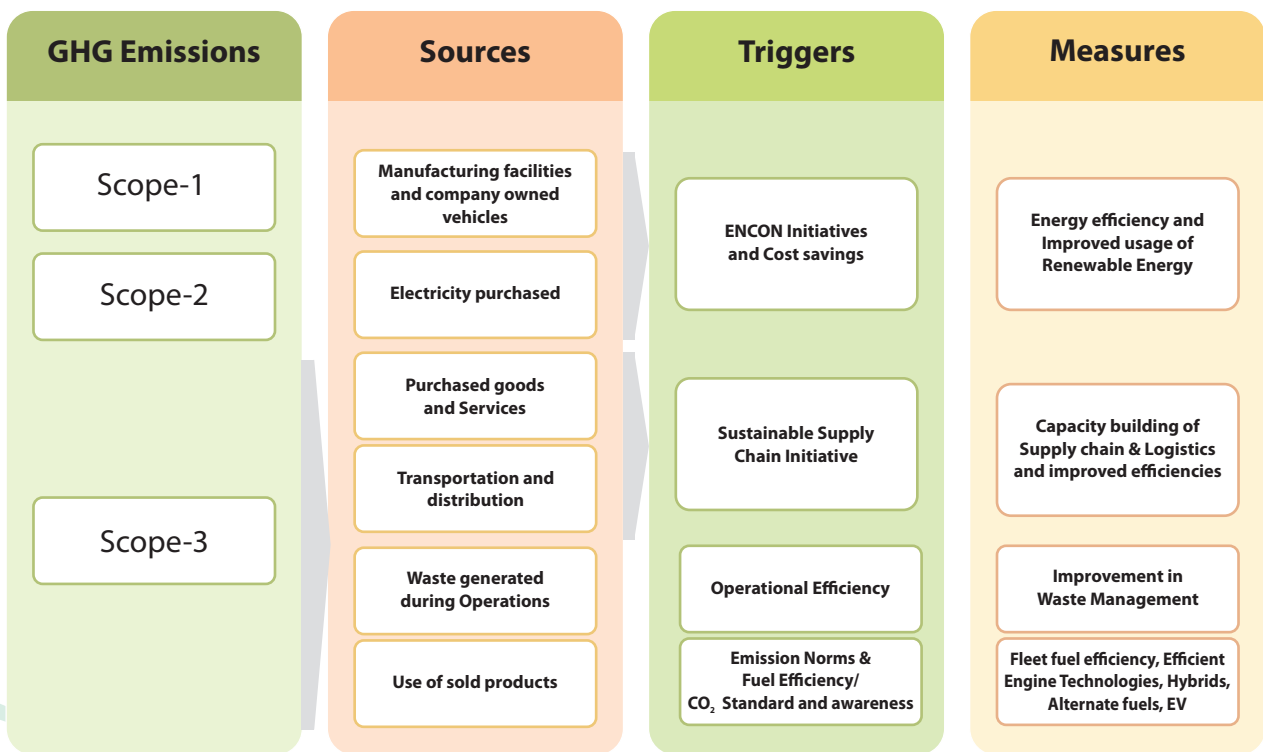 GHG Emissions
Scope-1
Scope-2
Scope-3
Sources
Manufacturing facilities
and company owned
vehicles
Electricity purchased
Purchased goods
and Services
Transportation and
distribution
Waste generated
during Operations
Use of sold products
Triggers
ENCON Initiatives
and Cost savings
Sustainable Supply
Chain Initiative
Operational Efficiency
Emission Norms &
Fuel Efficiency/
CO₂ Standard and awareness
Measures
Energy efficiency and
Improved usage of
Renewable Energy
Capacity building of
Supply chain & Logistics
and improved efficiencies
Improvement in
Waste Management
Fleet fuel efficiency, Efficient
Engine Technologies, Hybrids,
Alternate fuels, EV